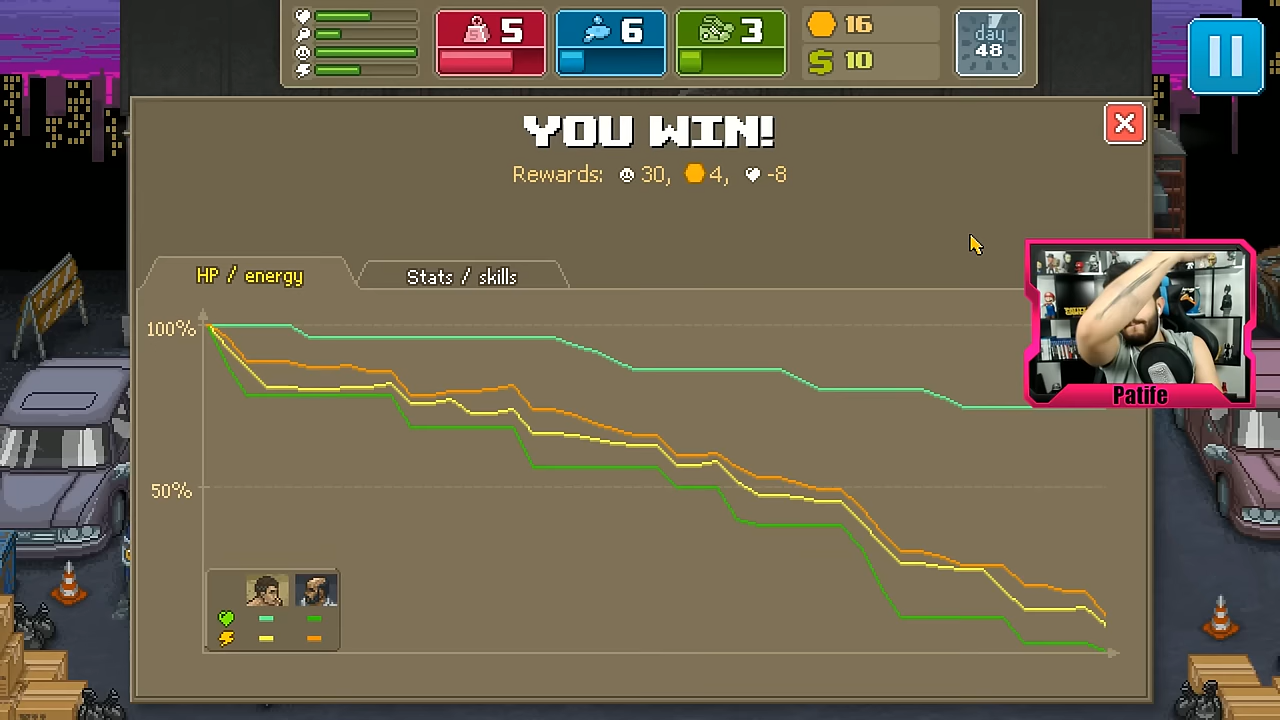 5
6
3
16
$ 10
day
48
YOU WIN!
Rewards: 30, 4, -8
HP / energy
Stats / skills
100%
50%
Patife